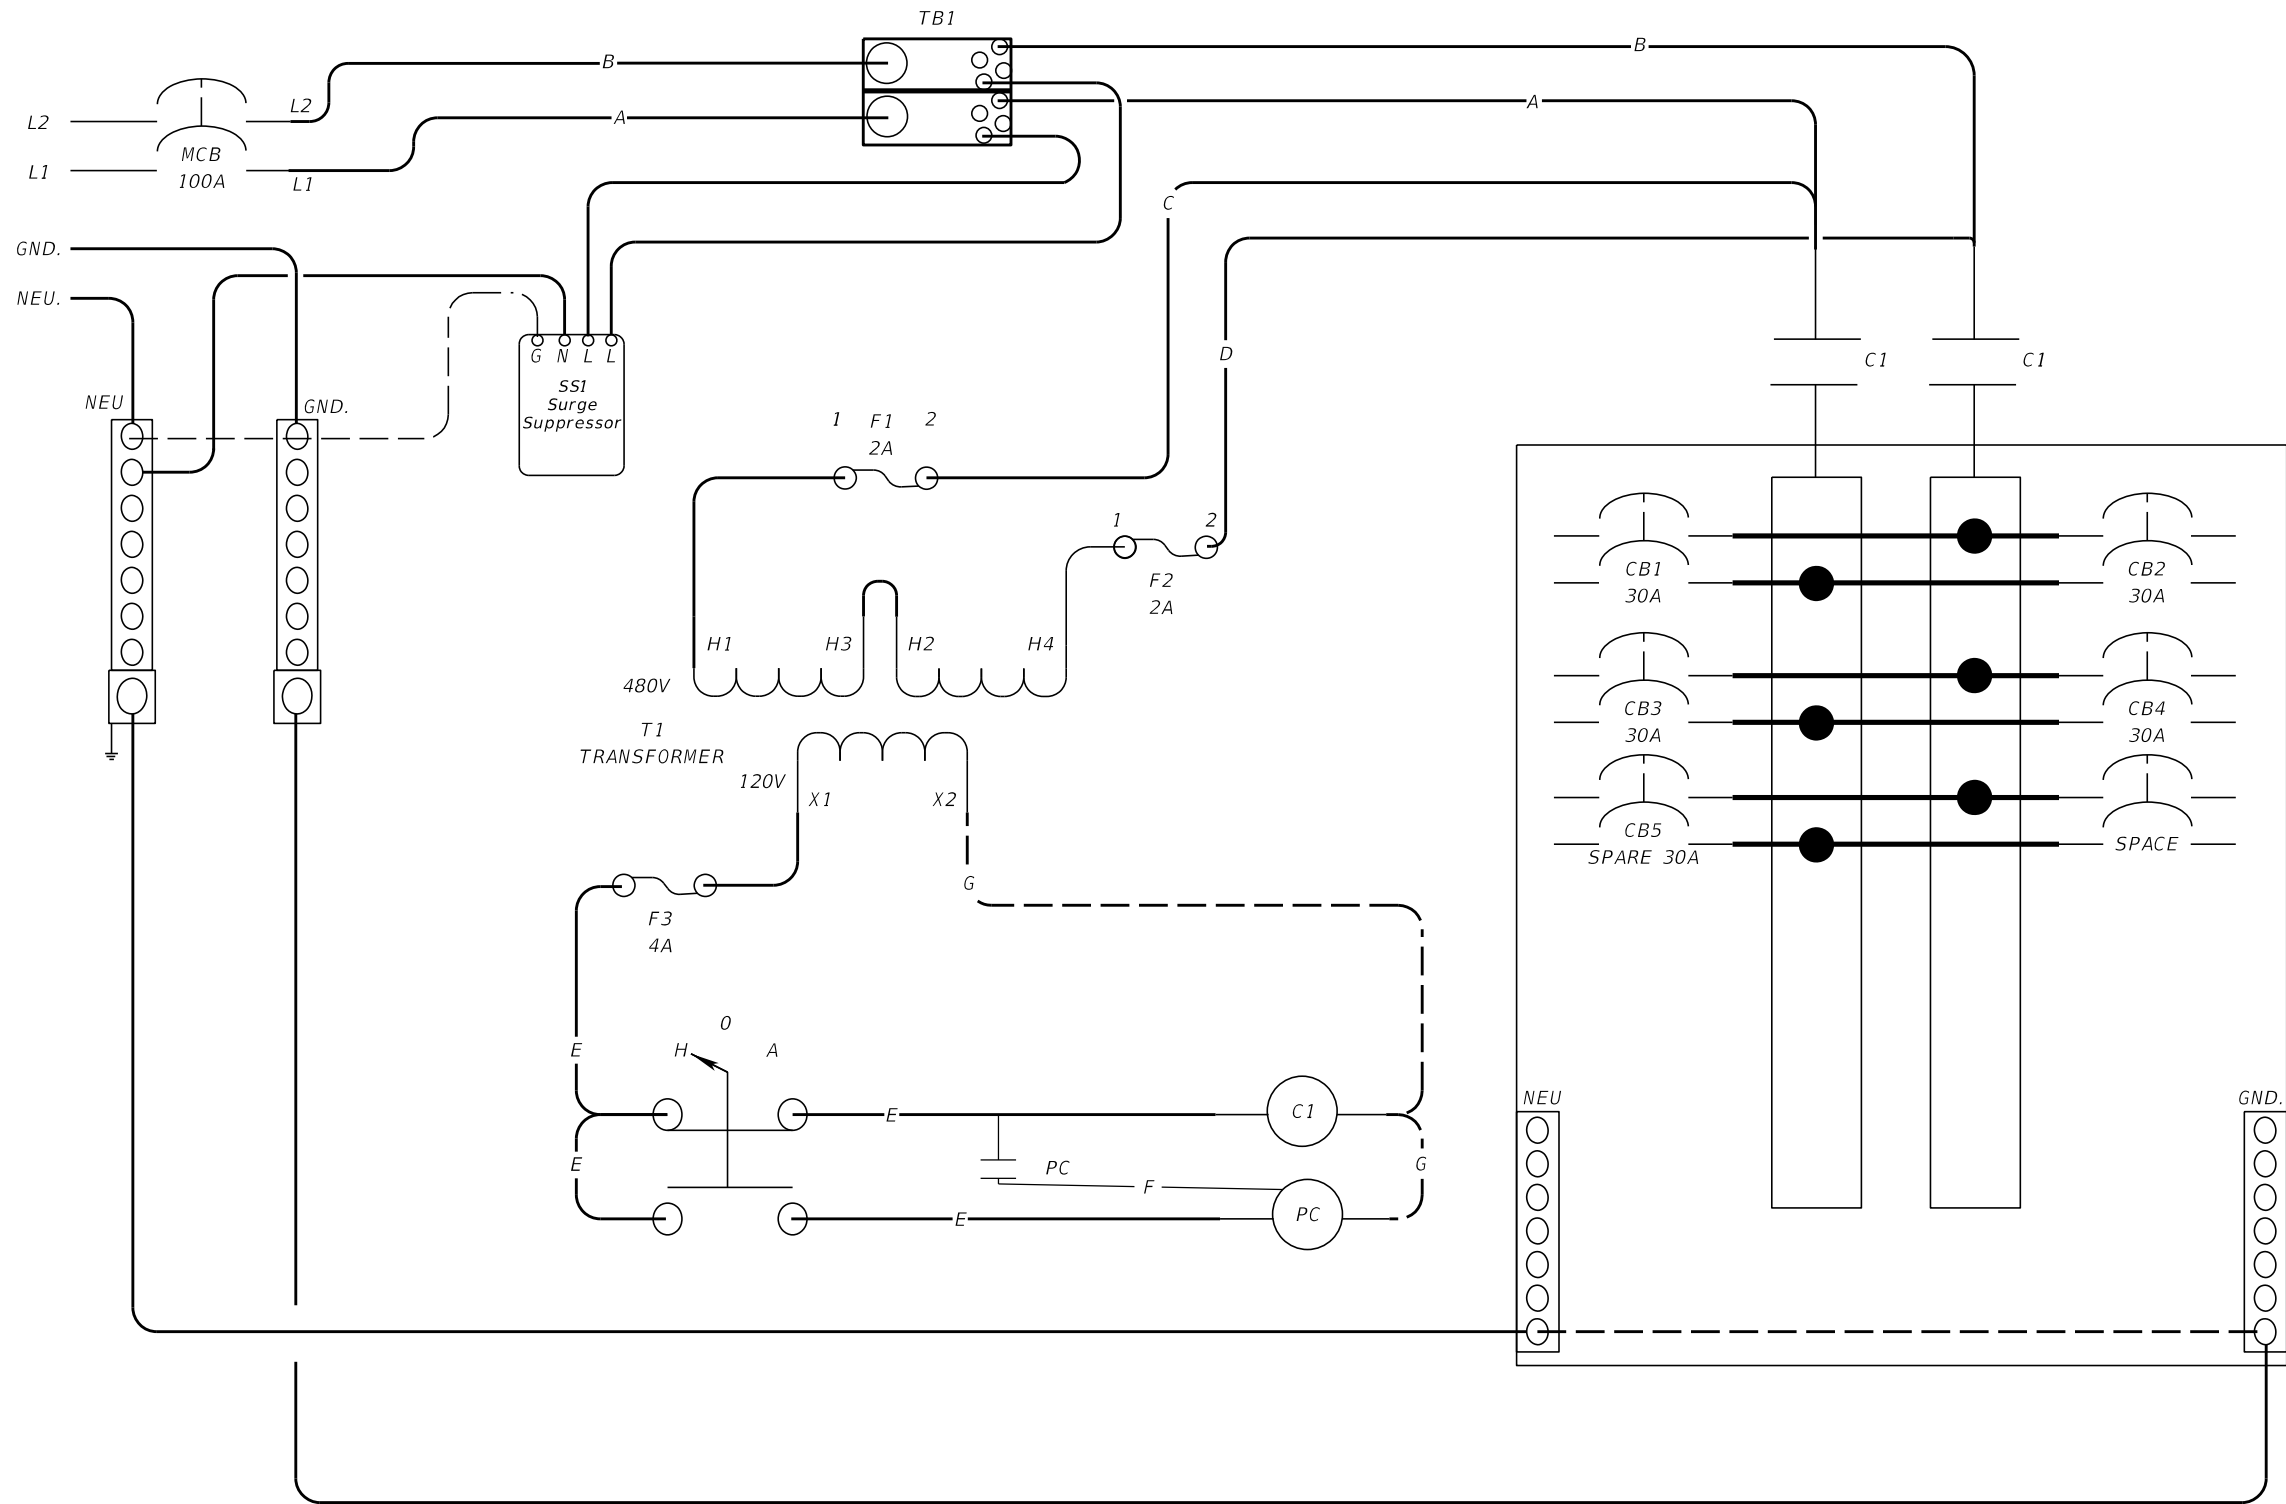 TB1
B
B
L2
L2
A
A
MCB
100A
L1
L1
C
GND.
NEU.
D
G N L L
SS1
Surge
Suppressor
C1
C1
NEU
GND.
1
F1
2
2A
1
2
F2
2A
H1
H3
H2
H4
480V
T1
TRANSFORMER
120V
X1
X2
CB1
30A
CB2
30A
CB3
30A
CB4
30A
CB5
SPARE 30A
SPACE
G
F3
4A
O
H
A
E
E
C1
NEU
GND.
E
PC
F
G
E
PC